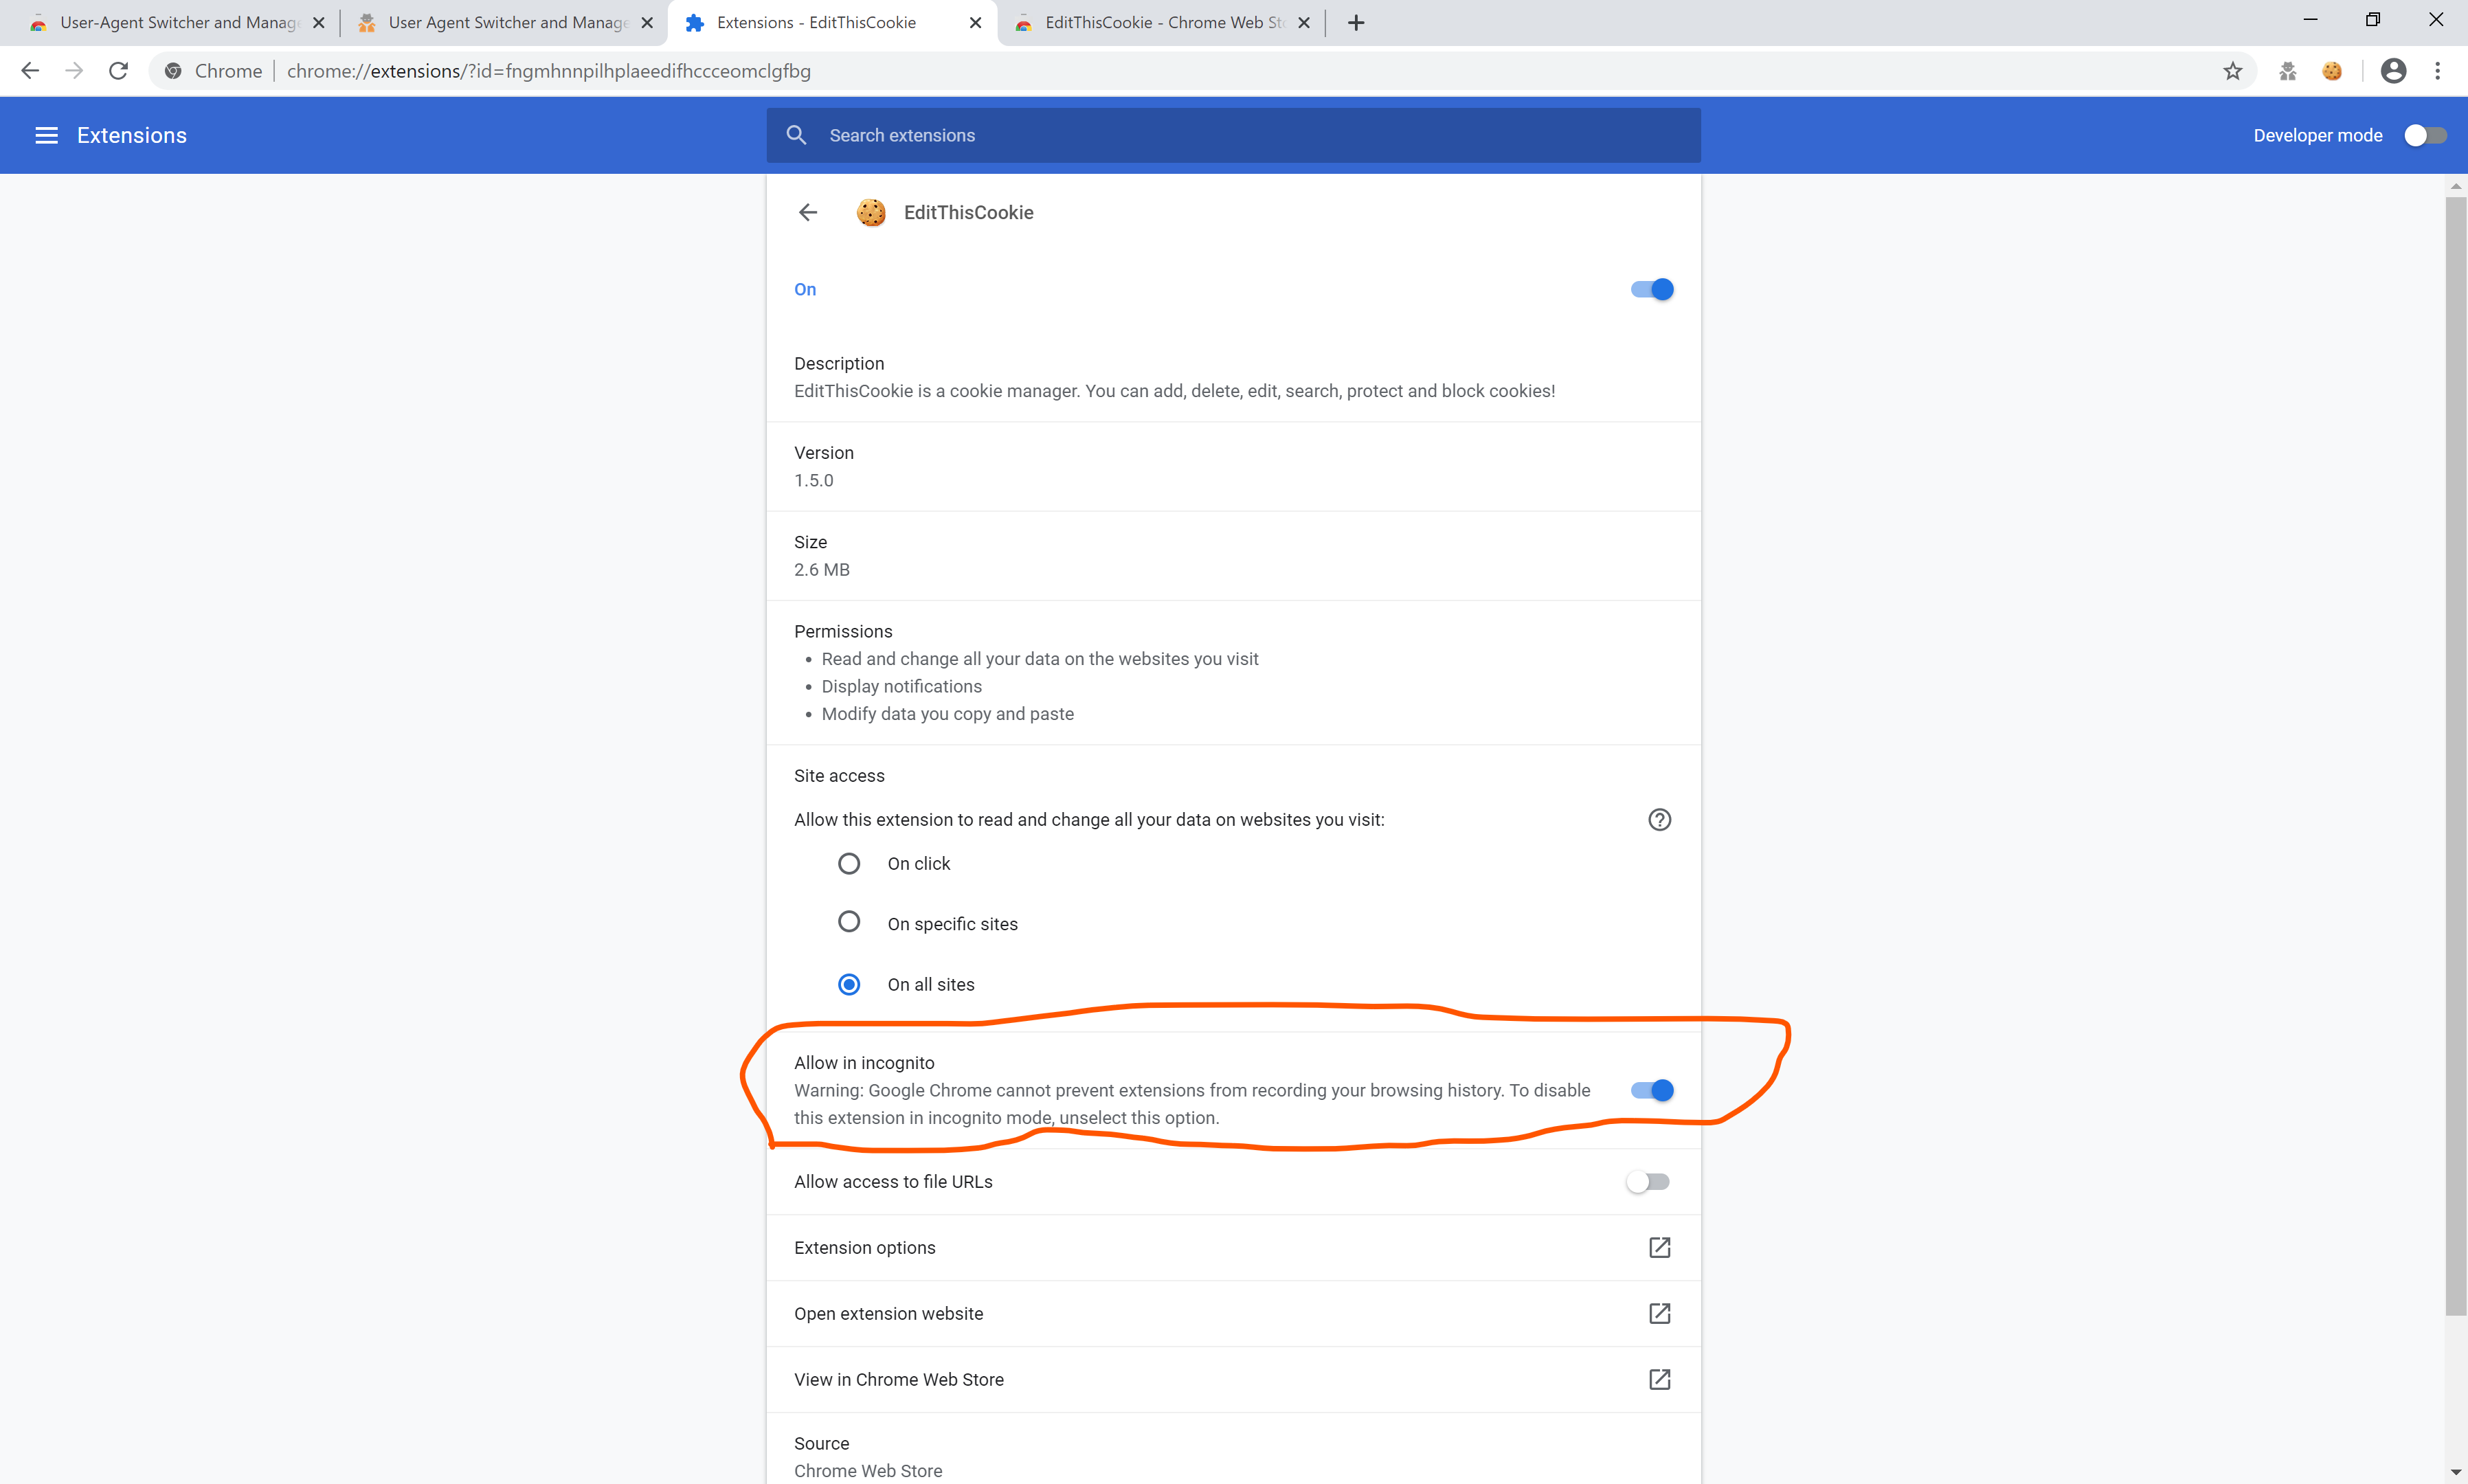 User-Agent Switcher and Manage
User Agent Switcher and Manage
Extensions - EditThisCookie
EditThisCookie - Chrome Web Sto
Chrome
chrome://extensions/?id=fngmhnnpilhplaeedifhccceomclgfbg
Extensions
Search extensions
Developer mode
EditThisCookie
On
Description
EditThisCookie is a cookie manager. You can add, delete, edit, search, protect and block cookies!
Version
1.5.0
Size
2.6 MB
Permissions
• Read and change all your data on the websites you visit
• Display notifications
• Modify data you copy and paste
Site access
Allow this extension to read and change all your data on websites you visit:
On click
On specific sites
On all sites
Allow in incognito
Warning: Google Chrome cannot prevent extensions from recording your browsing history. To disable
this extension in incognito mode, unselect this option.
Allow access to file URLs
Extension options
Open extension website
View in Chrome Web Store
Source
Chrome Web Store